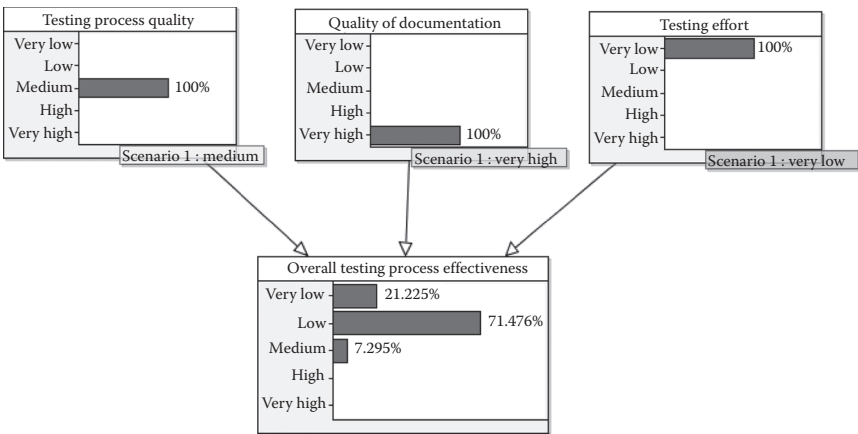 Testing process quality
Very low
Low
Medium 100%
High
Very high
Scenario 1 : medium
Quality of documentation
Very low
Low
Medium
High
Very high 100%
Scenario 1 : very high
Testing effort
Very low 100%
Low
Medium
High
Very high
Scenario 1 : very low
Overall testing process effectiveness
Very low 21.225%
Low 71.476%
Medium 7.295%
High
Very high